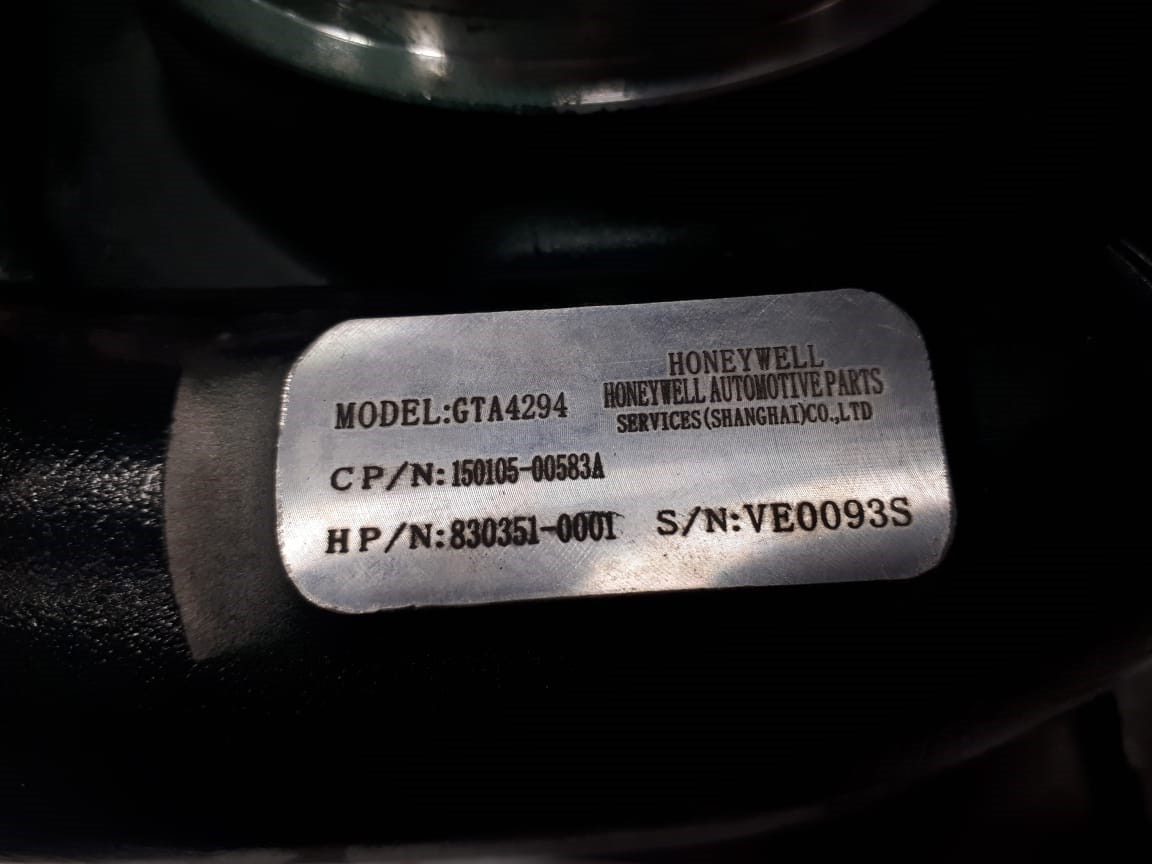 HONEYWELL
HONEYWELL AUTOMOTIVE PARTS
SERVICES(SHANGHAI)CO.,LTD
MODEL:GTA4294
CP/N:150105-00583A
HP/N:830351-0001 S/N:VE0093S